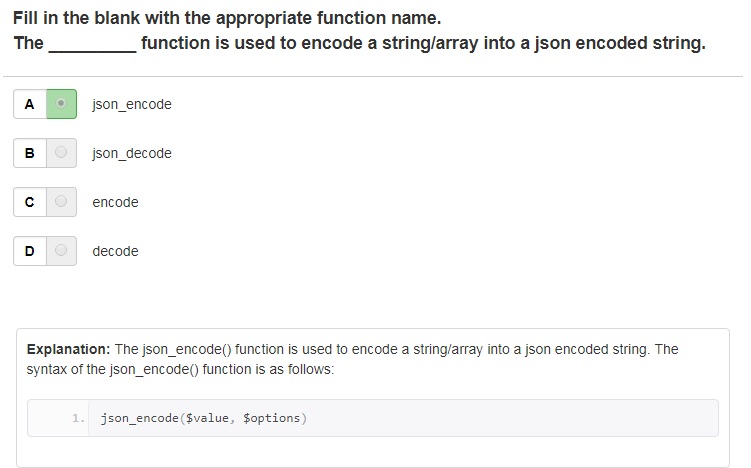 Fill in the blank with the appropriate function name.
The __________ function is used to encode a string/array into a json encoded string.
A json_encode
B json_decode
C encode
D decode
Explanation: The json_encode() function is used to encode a string/array into a json encoded string. The
syntax of the json_encode() function is as follows:
1. json_encode($value, $options)